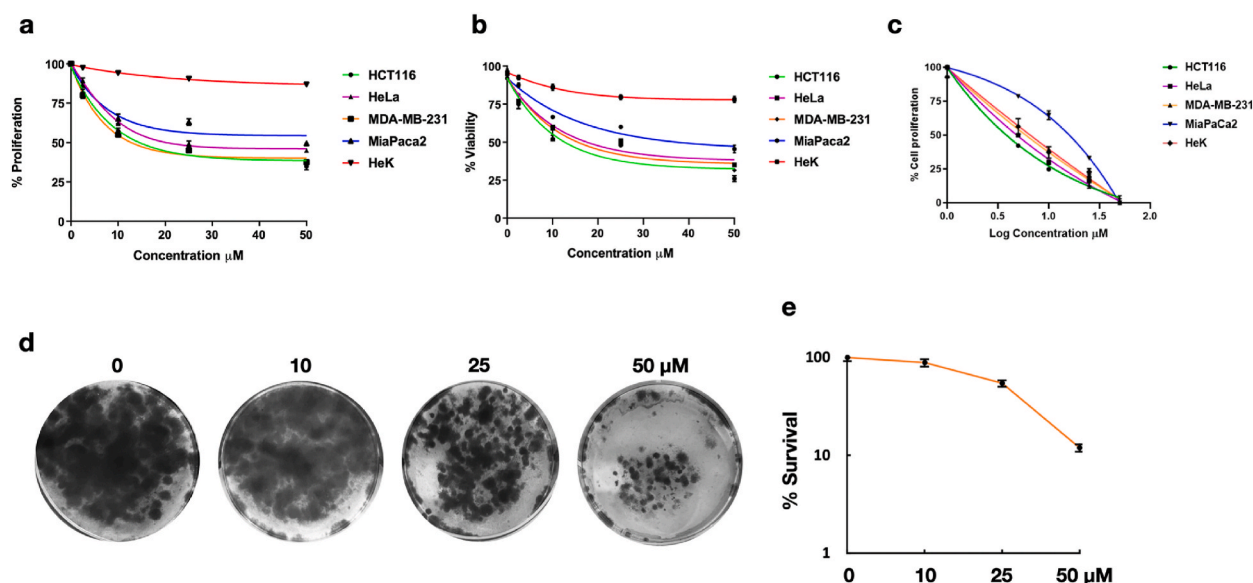 a
% Proliferation
100
75
50
25
0
0 10 20 30 40 50
Concentration μM
HCT116
HeLa
MDA-MB-231
MiaPaca2
HeK
b
% Viability
100
75
50
25
0
0 10 20 30 40 50
Concentration μM
HCT116
HeLa
MDA-MB-231
MiaPaca2
HeK
c
% Cell proliferation
100
75
50
25
0
0.0 0.5 1.0 1.5 2.0
Log Concentration μM
HCT116
HeLa
MDA-MB-231
MiaPaCa2
HeK
d
0 10 25 50 μM
e
% Survival
100
10
1
0 10 25 50 μM